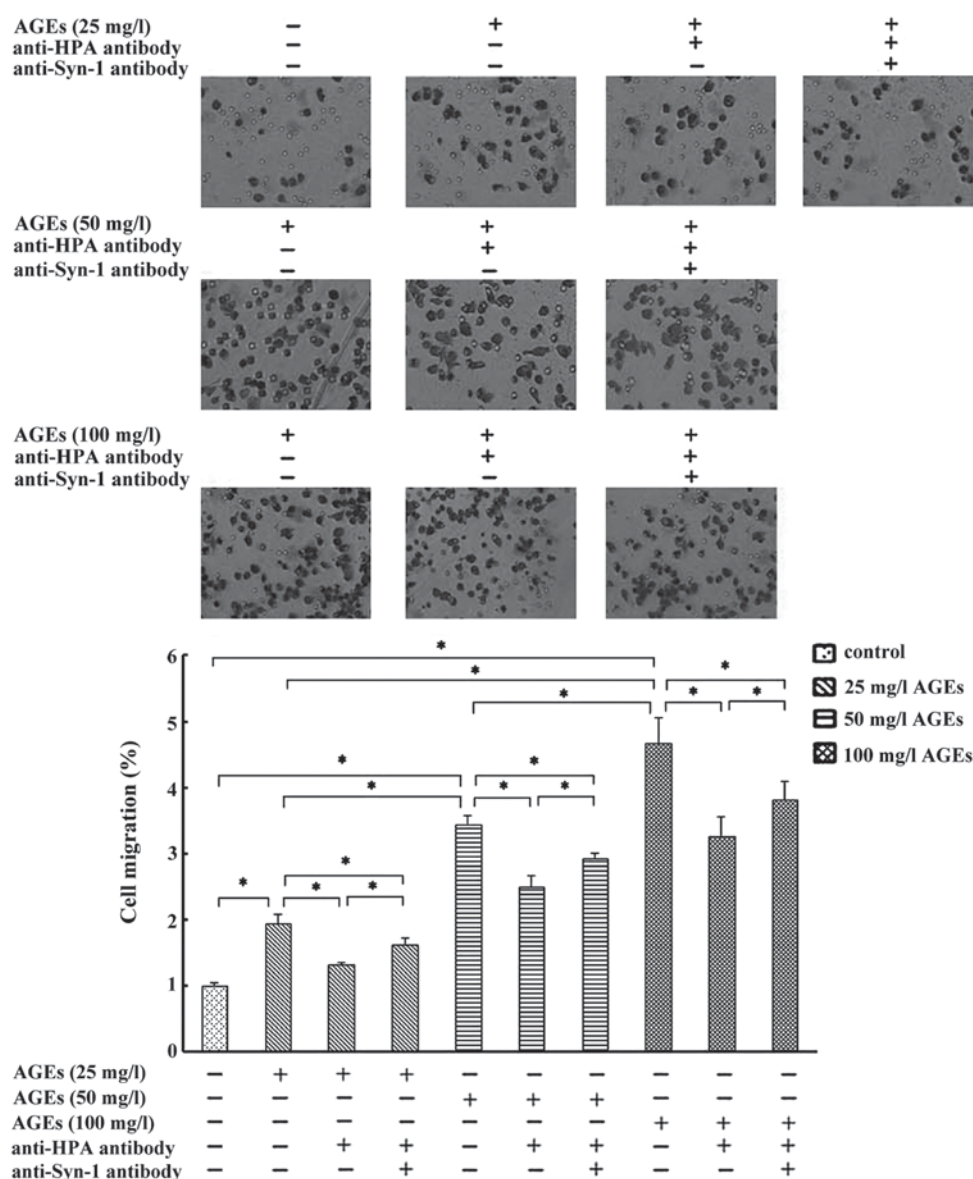 AGEs (25 mg/l) − + + +
anti-HPA antibody − − + +
anti-Syn-1 antibody − − − +
AGEs (50 mg/l) + + +
anti-HPA antibody − + +
anti-Syn-1 antibody − − +
AGEs (100 mg/l) + + +
anti-HPA antibody − + +
anti-Syn-1 antibody − − +
Cell migration (%)
6
5
4
3
2
1
0
* * *
* *
* *
* *
* * *
* *
* * *
control
25 mg/l AGEs
50 mg/l AGEs
100 mg/l AGEs
AGEs (25 mg/l) − + + + − − − − − −
AGEs (50 mg/l) − − − − + + + − − −
AGEs (100 mg/l) − − − − − − − + + +
anti-HPA antibody − − + + − + + − + +
anti-Syn-1 antibody − − − + − − + − − +